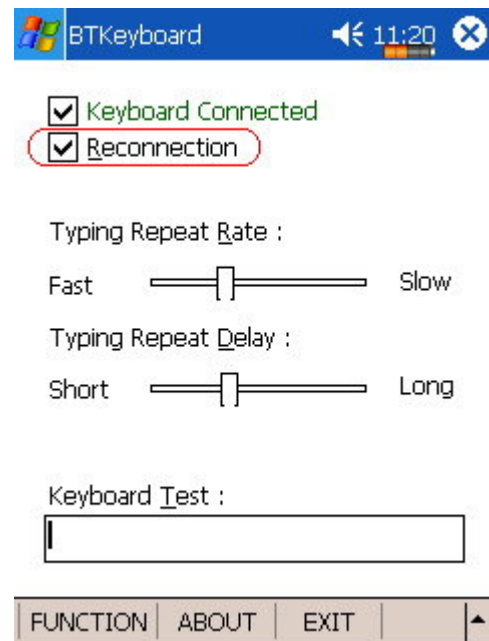 BTKeyboard 11:20
Keyboard Connected
Reconnection
Typing Repeat Rate :
Fast Slow
Typing Repeat Delay :
Short Long
Keyboard Test :
FUNCTION ABOUT EXIT